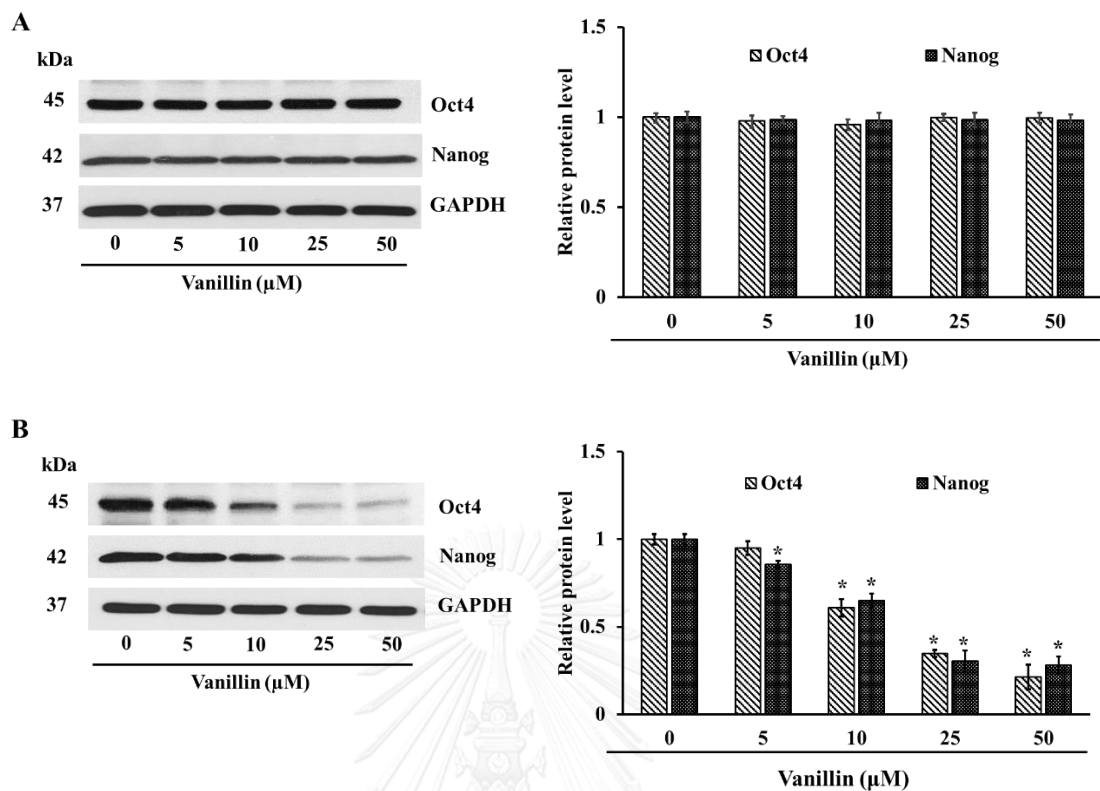 A
kDa
45 Oct4
42 Nanog
37 GAPDH
0 5 10 25 50
Vanillin (µM)
Relative protein level
1.5
1
0.5
0
Oct4 Nanog
0 5 10 25 50
Vanillin (µM)
B
kDa
45 Oct4
42 Nanog
37 GAPDH
0 5 10 25 50
Vanillin (µM)
Relative protein level
1.5
1
0.5
0
Oct4 Nanog
*
* *
* *
* *
0 5 10 25 50
Vanillin (µM)